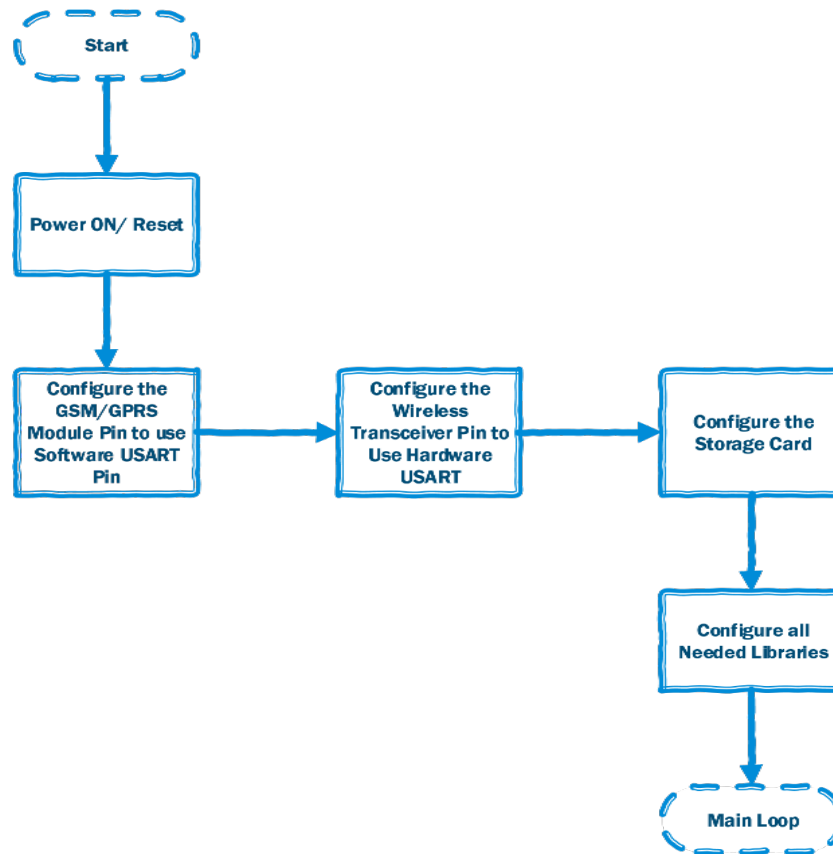 Start
Power ON/ Reset
Configure the
GSM/GPRS
Module Pin to use
Software USART
Pin
Configure the
Wireless
Transceiver Pin to
Use Hardware
USART
Configure the
Storage Card
Configure all
Needed Libraries
Main Loop